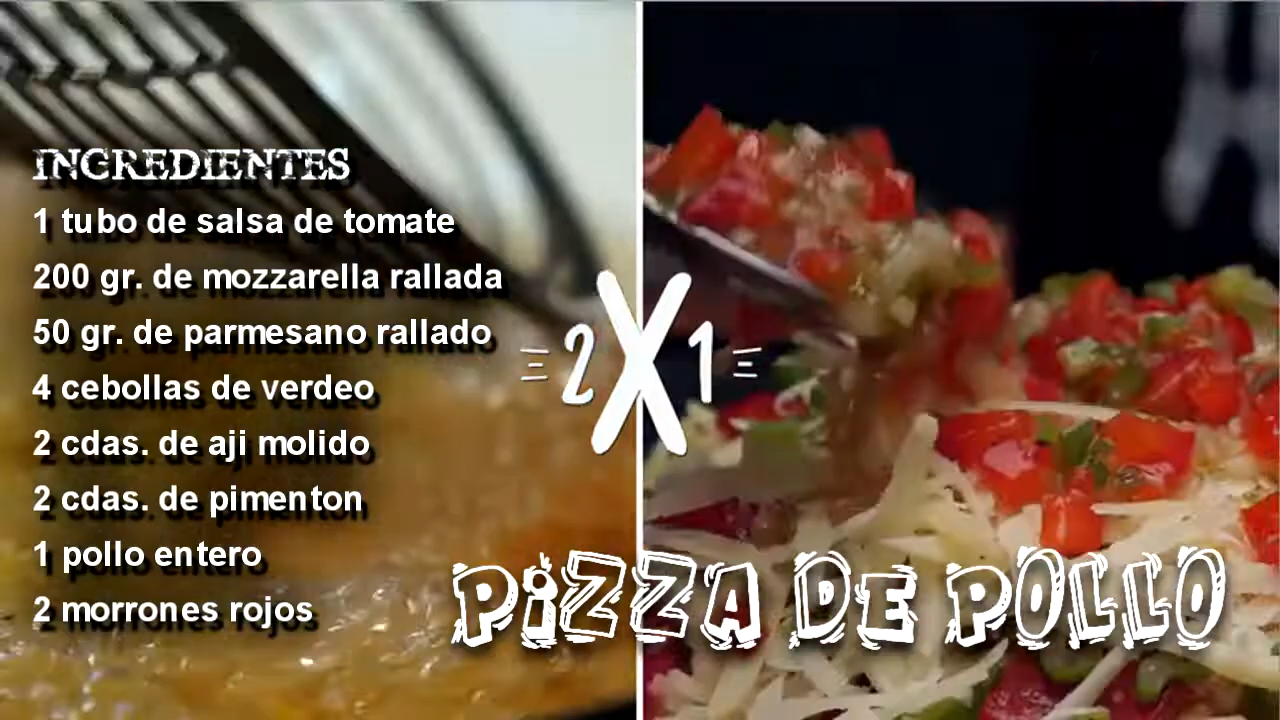 INGREDIENTES
1 tubo de salsa de tomate
200 gr. de mozzarella rallada
50 gr. de parmesano rallado
4 cebollas de verdeo
2 cdas. de aji molido
2 cdas. de pimenton
1 pollo entero
2 morrones rojos
2X1
PiZZA DE POLLO